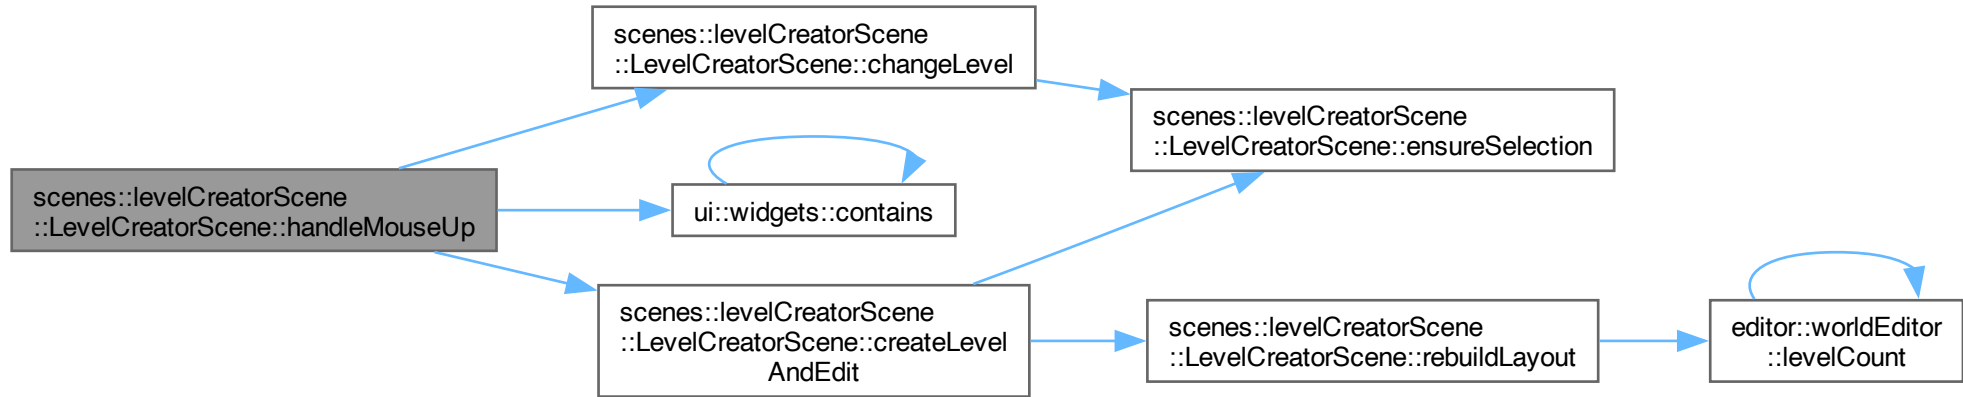 scenes::levelCreatorScene
::LevelCreatorScene::handleMouseUp
scenes::levelCreatorScene
::LevelCreatorScene::changeLevel
ui::widgets::contains
scenes::levelCreatorScene
::LevelCreatorScene::createLevel
AndEdit
scenes::levelCreatorScene
::LevelCreatorScene::ensureSelection
scenes::levelCreatorScene
::LevelCreatorScene::rebuildLayout
editor::worldEditor
::levelCount